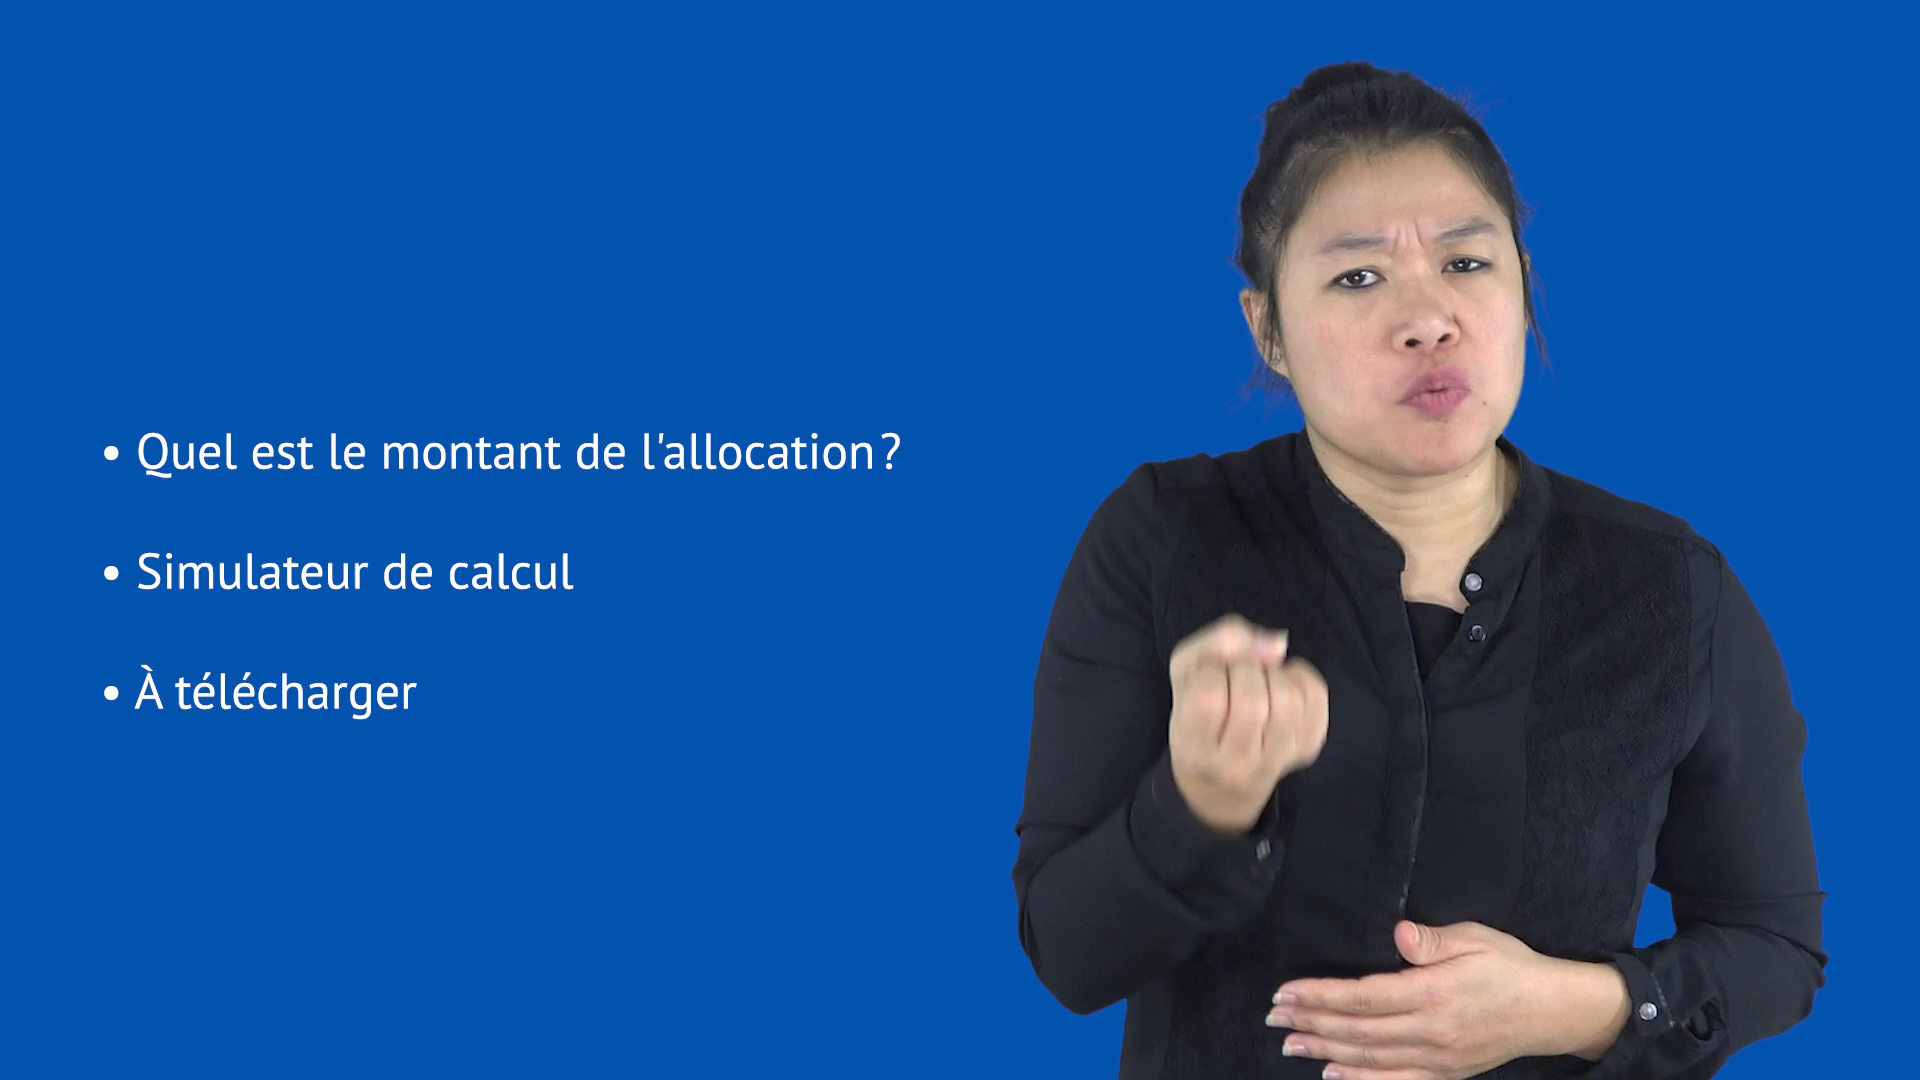 • Quel est le montant de l'allocation ?
• Simulateur de calcul
• À télécharger